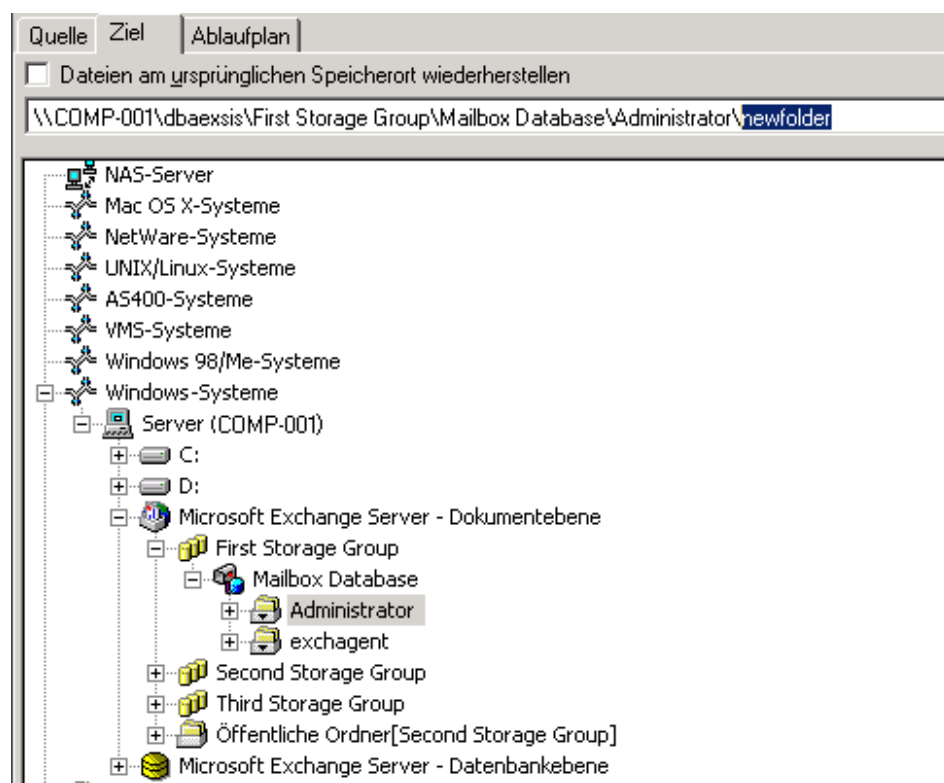 Quelle Ziel Ablaufplan
Dateien am ursprünglichen Speicherort wiederherstellen
\\COMP-001\dbaexsis\First Storage Group\Mailbox Database\Administrator\newfolder
NAS-Server
Mac OS X-Systeme
NetWare-Systeme
UNIX/Linux-Systeme
AS400-Systeme
VMS-Systeme
Windows 98/Me-Systeme
Windows-Systeme
Server (COMP-001)
C:
D:
Microsoft Exchange Server - Dokumentebene
First Storage Group
Mailbox Database
Administrator
exchagent
Second Storage Group
Third Storage Group
Öffentliche Ordner[Second Storage Group]
Microsoft Exchange Server - Datenbankebene